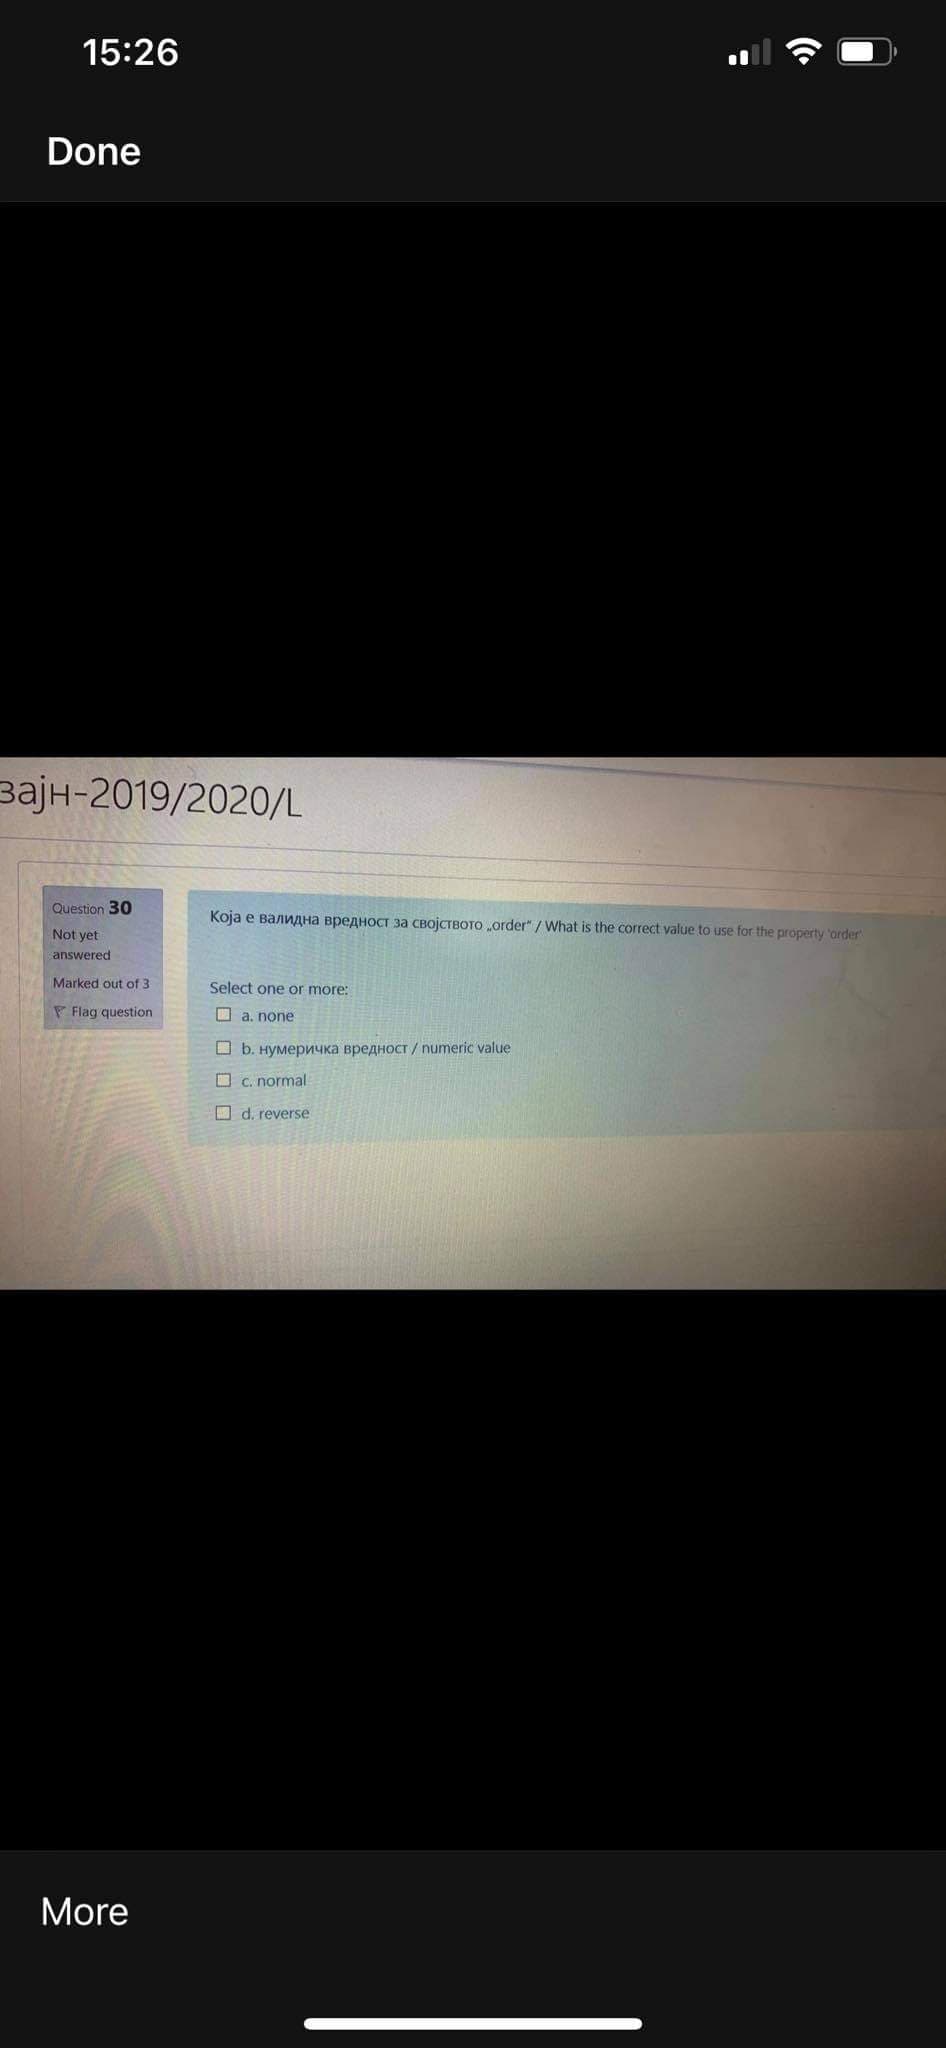 15:26
Done
зајн-2019/2020/L
Question 30
Not yet
answered
Marked out of 3
Flag question
Која е валидна вредност за својството „order“ / What is the correct value to use for the property 'order'
Select one or more:
a. none
b. нумеричка вредност / numeric value
c. normal
d. reverse
More